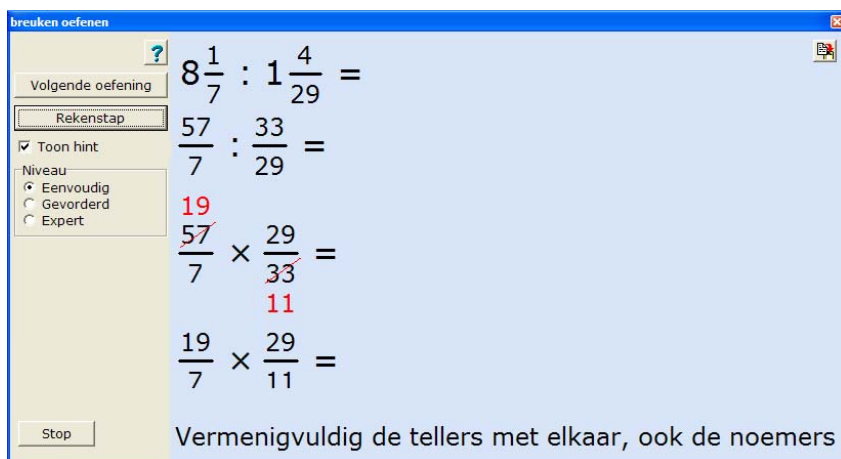 breuken oefenen
?
Volgende oefening
Rekenstap
Toon hint
Niveau
Eenvoudig
Gevorderd
Expert
Stop
8 1/7 : 1 4/29 =
57/7 : 33/29 =
19
57/7 × 29/33 =
11
19/7 × 29/11 =
Vermenigvuldig de tellers met elkaar, ook de noemers